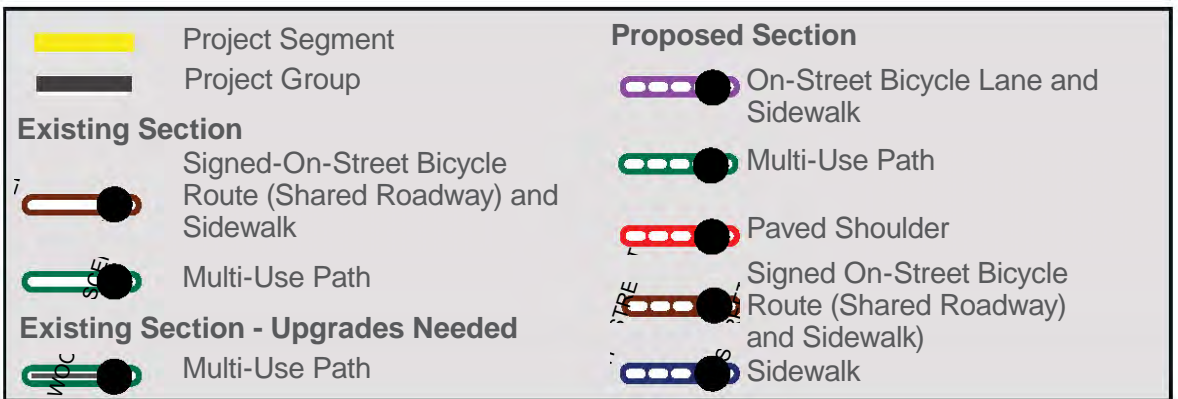 Project Segment
Project Group
Existing Section
Signed-On-Street Bicycle
Route (Shared Roadway) and
Sidewalk
Multi-Use Path
Existing Section - Upgrades Needed
Multi-Use Path
Proposed Section
On-Street Bicycle Lane and
Sidewalk
Multi-Use Path
Paved Shoulder
Signed On-Street Bicycle
Route (Shared Roadway)
and Sidewalk)
Sidewalk